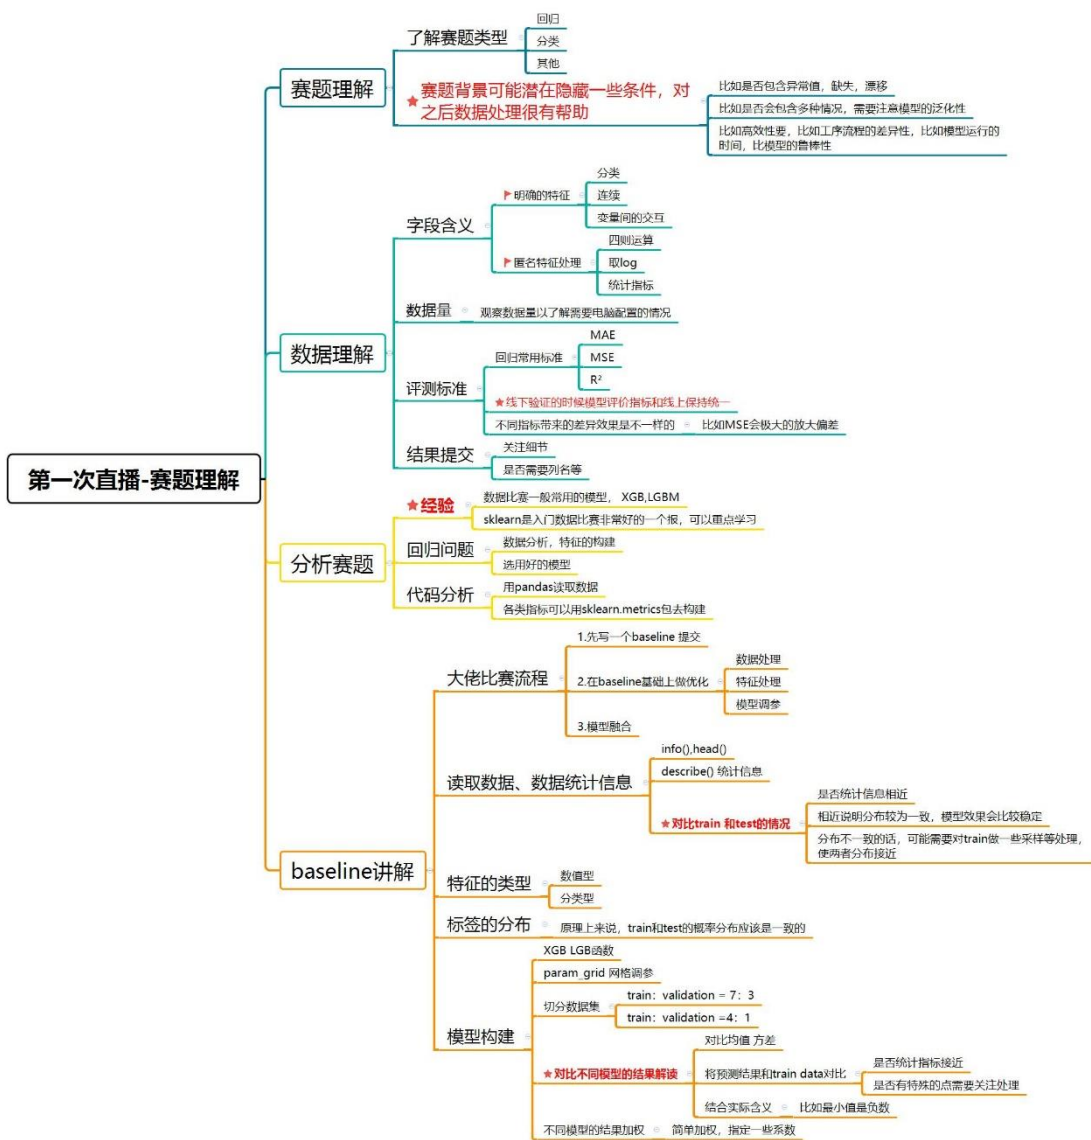 第一次直播-赛题理解
赛题理解
了解赛题类型
回归
分类
其他
赛题背景可能潜在隐藏一些条件，对
之后数据处理很有帮助
比如是否包含异常值，缺失，漂移
比如是否会包含多种情况，需要注意模型的泛化性
比如高效性要，比如工序流程的差异性，比如模型运行的
时间，比模型的鲁棒性
数据理解
字段含义
明确的特征
分类
连续
变量间的交互
匿名特征处理
四则运算
取log
统计指标
数据量
观察数据量以了解需要电脑配置的情况
评测标准
回归常用标准
MAE
MSE
R²
线下验证的时候模型评价指标和线上保持统一
不同指标带来的差异效果是不一样的
比如MSE会极大的放大偏差
结果提交
关注细节
是否需要列名等
分析赛题
经验
数据比赛一般常用的模型， XGB,LGBM
sklearn是入门数据比赛非常好的一个报，可以重点学习
回归问题
数据分析，特征的构建
选用好的模型
代码分析
用pandas读取数据
各类指标可以用sklearn.metrics包去构建
baseline讲解
大佬比赛流程
1.先写一个baseline 提交
2.在baseline基础上做优化
数据处理
特征处理
模型调参
3.模型融合
读取数据、数据统计信息
info(),head()
describe() 统计信息
对比train 和test的情况
是否统计信息相近
相近说明分布较为一致，模型效果会比较稳定
分布不一致的话，可能需要对train做一些采样等处理，
使两者分布接近
特征的类型
数值型
分类型
标签的分布
原理上来说，train和test的概率分布应该是一致的
模型构建
XGB LGB函数
param_grid 网格调参
切分数据集
train：validation = 7：3
train：validation =4：1
对比不同模型的结果解读
对比均值 方差
将预测结果和train data对比
是否统计指标接近
是否有特殊的点需要关注处理
结合实际含义
比如最小值是负数
不同模型的结果加权
简单加权，指定一些系数